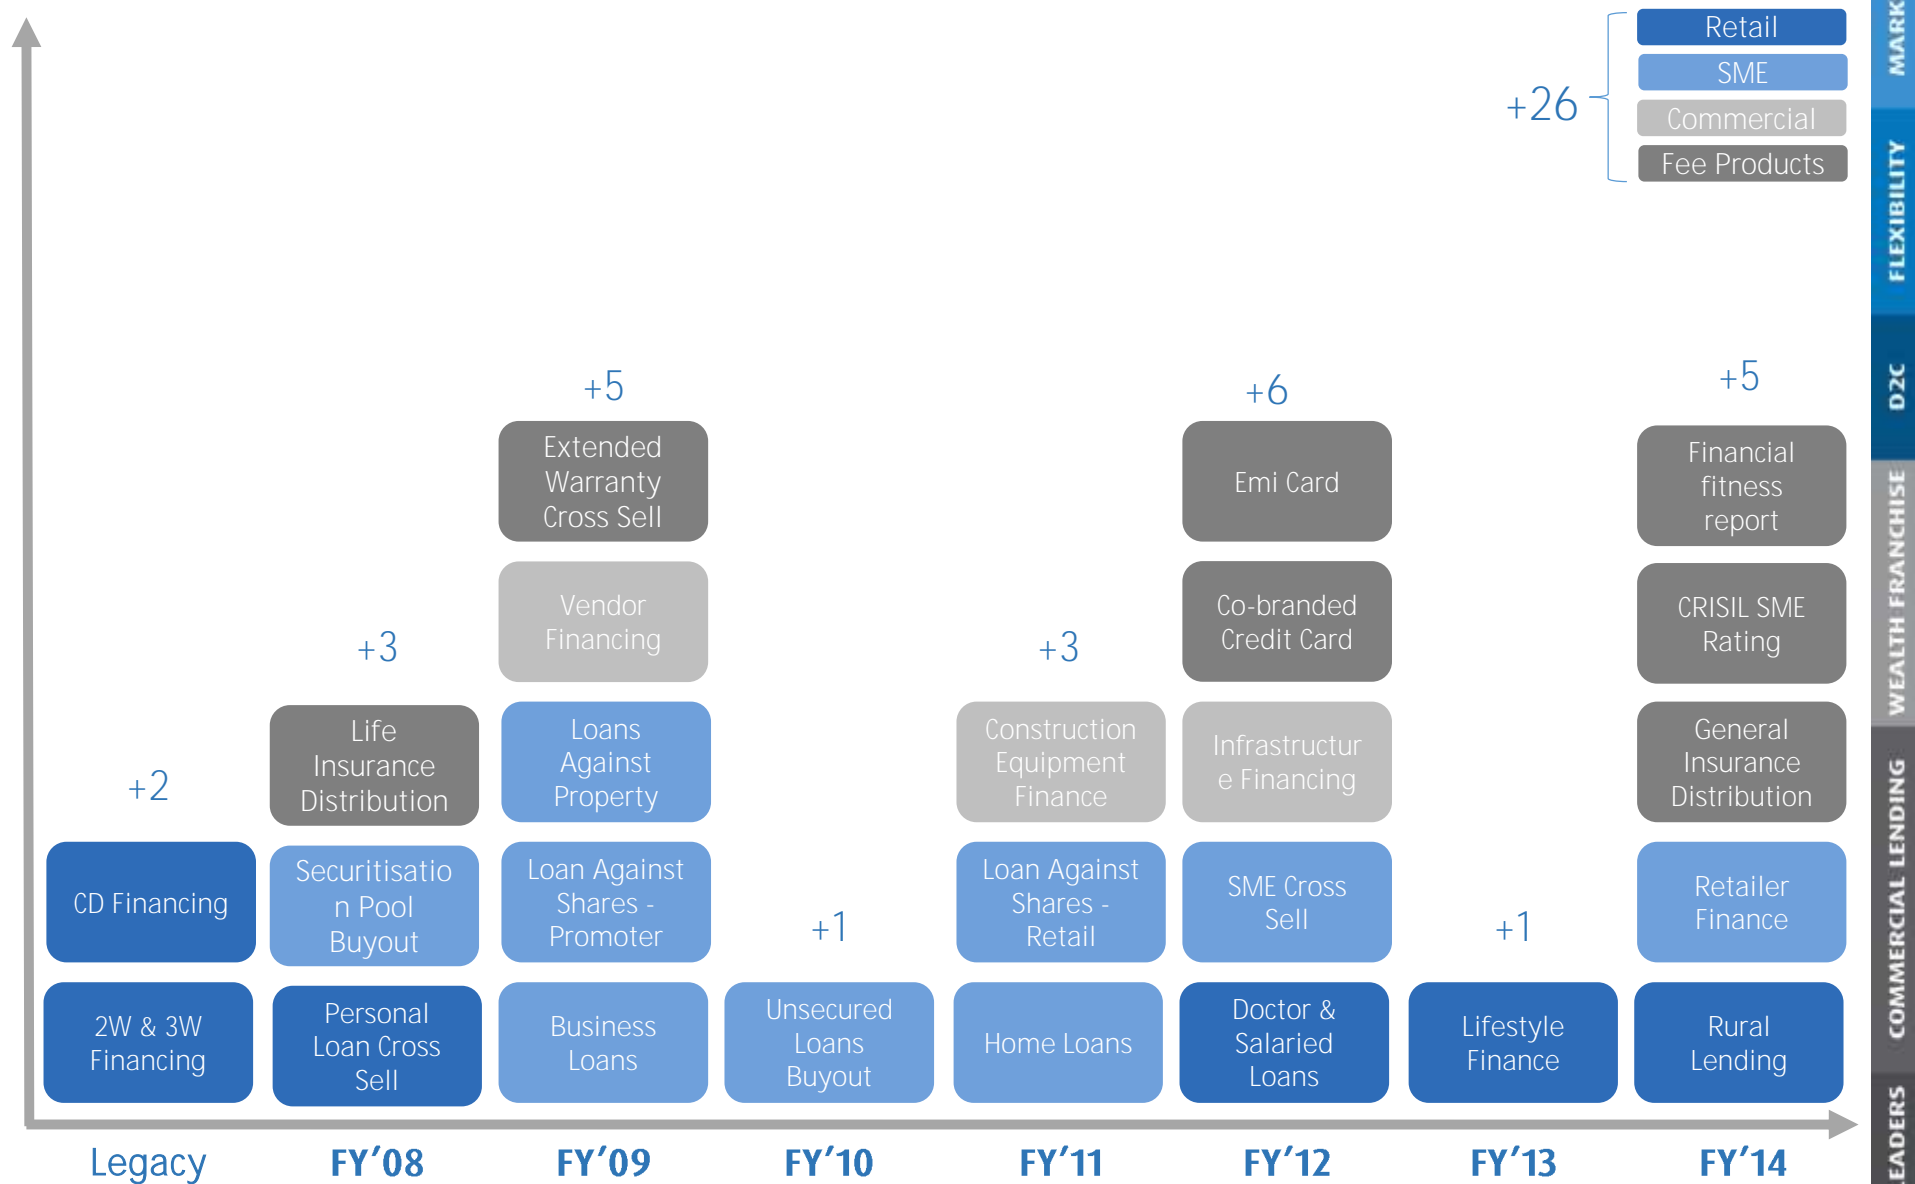 Retail
SME
Commercial
Fee Products
+26
+5
Extended
Warranty
Cross Sell
Vendor
Financing
Loans
Against
Property
Loan Against
Shares -
Promoter
Business
Loans
+6
Emi Card
Co-branded
Credit Card
Infrastructur
e Financing
SME Cross
Sell
Doctor &
Salaried
Loans
+5
Financial
fitness
report
CRISIL SME
Rating
General
Insurance
Distribution
Retailer
Finance
Rural
Lending
+3
Life
Insurance
Distribution
Securitisatio
n Pool
Buyout
Personal
Loan Cross
Sell
+3
Construction
Equipment
Finance
Loan Against
Shares -
Retail
Home Loans
+2
CD Financing
2W & 3W
Financing
+1
Unsecured
Loans
Buyout
+1
Lifestyle
Finance
Legacy
FY'08
FY'09
FY'10
FY'11
FY'12
FY'13
FY'14
FLEXIBILITY
D2C
WEALTH FRANCHISE
COMMERCIAL LENDING